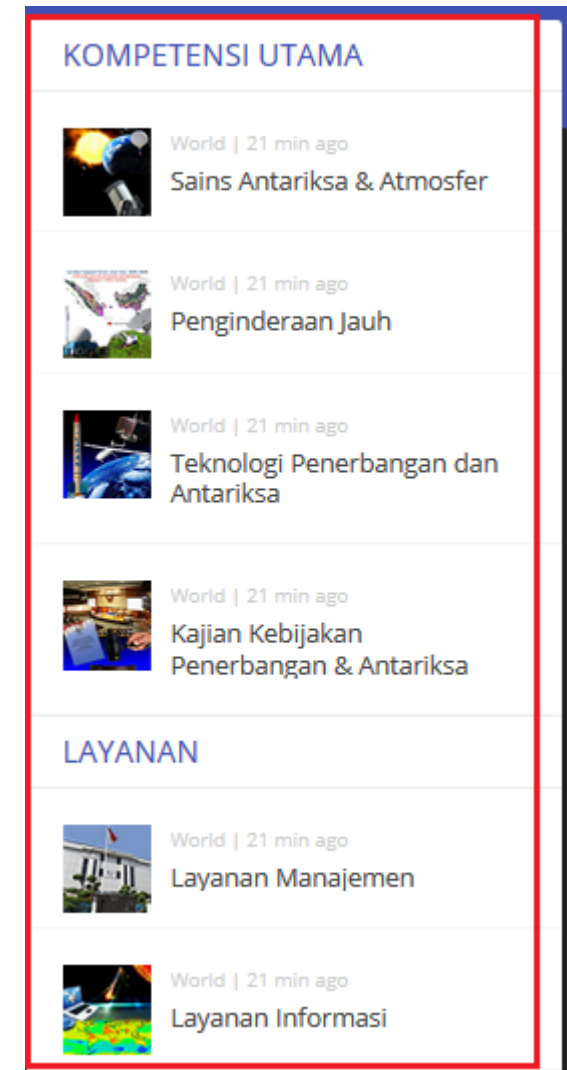 KOMPETENSI UTAMA
World | 21 min ago
Sains Antariksa & Atmosfer
World | 21 min ago
Penginderaan Jauh
World | 21 min ago
Teknologi Penerbangan dan
Antariksa
World | 21 min ago
Kajian Kebijakan
Penerbangan & Antariksa
LAYANAN
World | 21 min ago
Layanan Manajemen
World | 21 min ago
Layanan Informasi